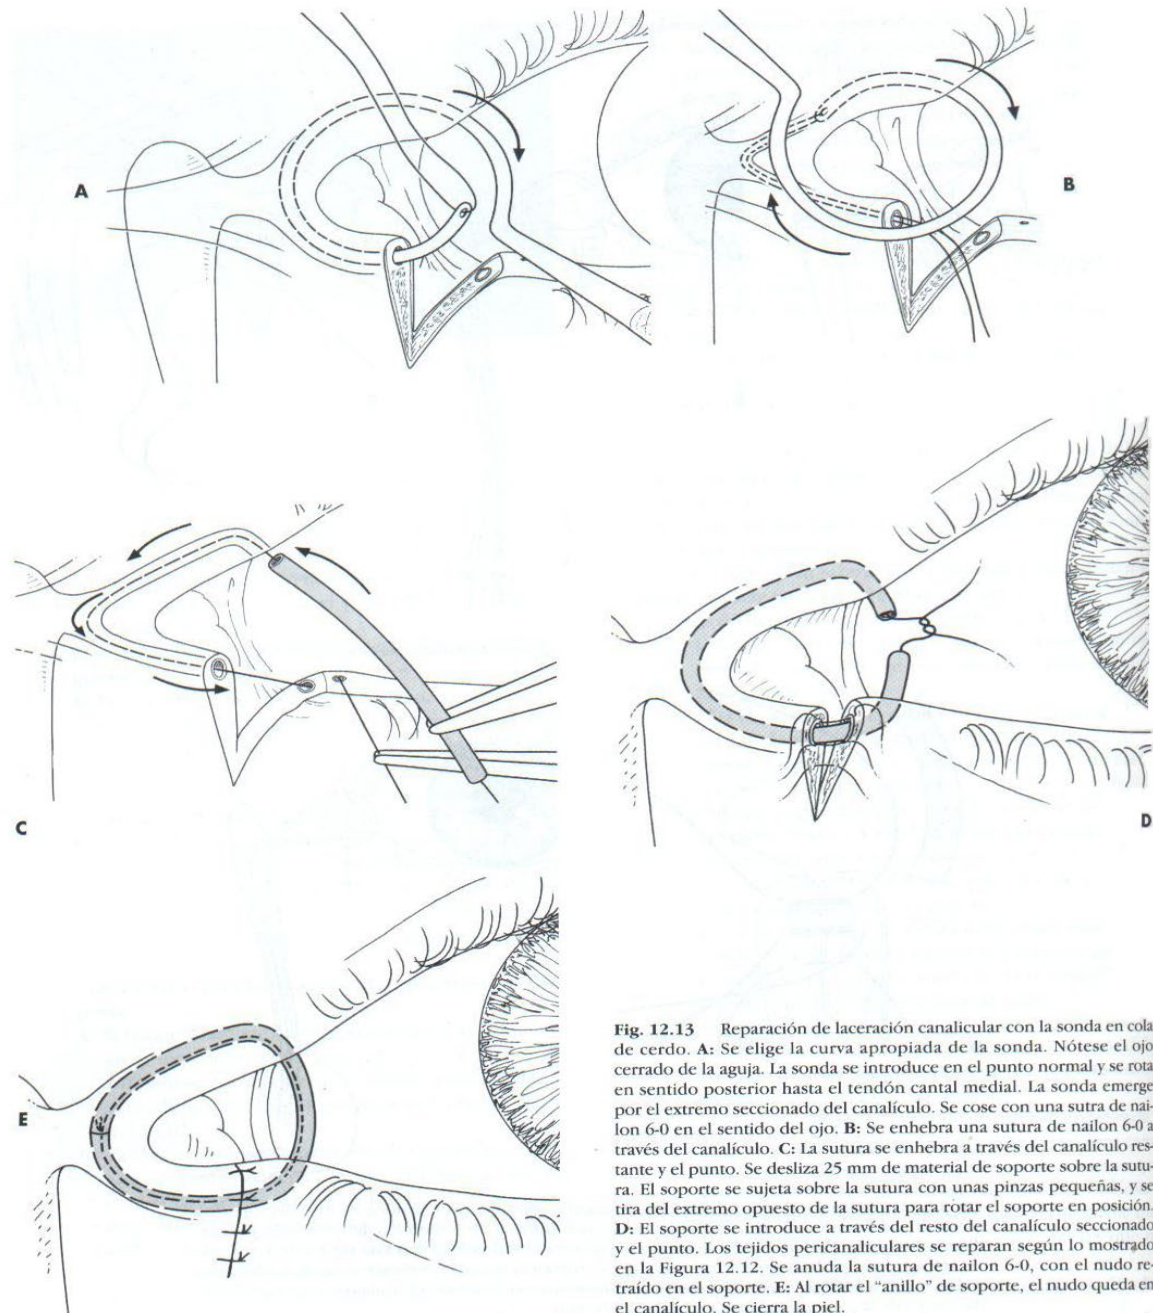 A
B
C
D
E
Fig. 12.13 Reparación de laceración canalicular con la sonda en cola
de cerdo. A: Se elige la curva apropiada de la sonda. Nótese el ojo
cerrado de la aguja. La sonda se introduce en el punto normal y se rota
en sentido posterior hasta el tendón cantal medial. La sonda emerge
por el extremo seccionado del canalículo. Se cose con una sutra de nai-
lon 6-0 en el sentido del ojo. B: Se enhebra una sutura de nailon 6-0 a
través del canalículo. C: La sutura se enhebra a través del canalículo res-
tante y el punto. Se desliza 25 mm de material de soporte sobre la sutu-
ra. El soporte se sujeta sobre la sutura con unas pinzas pequeñas, y se
tira del extremo opuesto de la sutura para rotar el soporte en posición.
D: El soporte se introduce a través del resto del canalículo seccionado
y el punto. Los tejidos pericanaliculares se reparan según lo mostrado
en la Figura 12.12. Se anuda la sutura de nailon 6-0, con el nudo re-
traído en el soporte. E: Al rotar el "anillo" de soporte, el nudo queda en
el canalículo. Se cierra la piel.